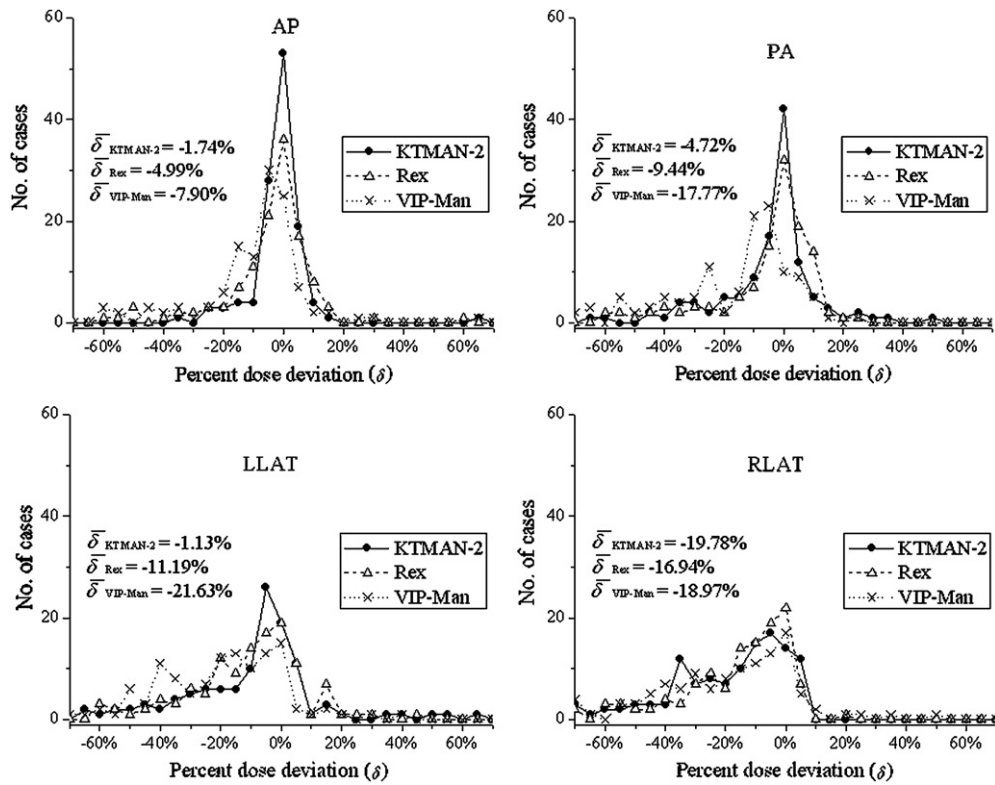 AP
60
40
20
0
No. of cases
δ̅ KTMAN-2 = -1.74%
δ̅ Rex = -4.99%
δ̅ VIP-Man = -7.90%
KTMAN-2
Rex
VIP-Man
-60% -40% -20% 0% 20% 40% 60%
Percent dose deviation (δ)
PA
60
40
20
0
No. of cases
δ̅ KTMAN-2 = -4.72%
δ̅ Rex = -9.44%
δ̅ VIP-Man = -17.77%
KTMAN-2
Rex
VIP-Man
-60% -40% -20% 0% 20% 40% 60%
Percent dose deviation (δ)
LLAT
60
40
20
0
No. of cases
δ̅ KTMAN-2 = -1.13%
δ̅ Rex = -11.19%
δ̅ VIP-Man = -21.63%
KTMAN-2
Rex
VIP-Man
-60% -40% -20% 0% 20% 40% 60%
Percent dose deviation (δ)
RLAT
60
40
20
0
No. of cases
δ̅ KTMAN-2 = -19.78%
δ̅ Rex = -16.94%
δ̅ VIP-Man = -18.97%
KTMAN-2
Rex
VIP-Man
-60% -40% -20% 0% 20% 40% 60%
Percent dose deviation (δ)